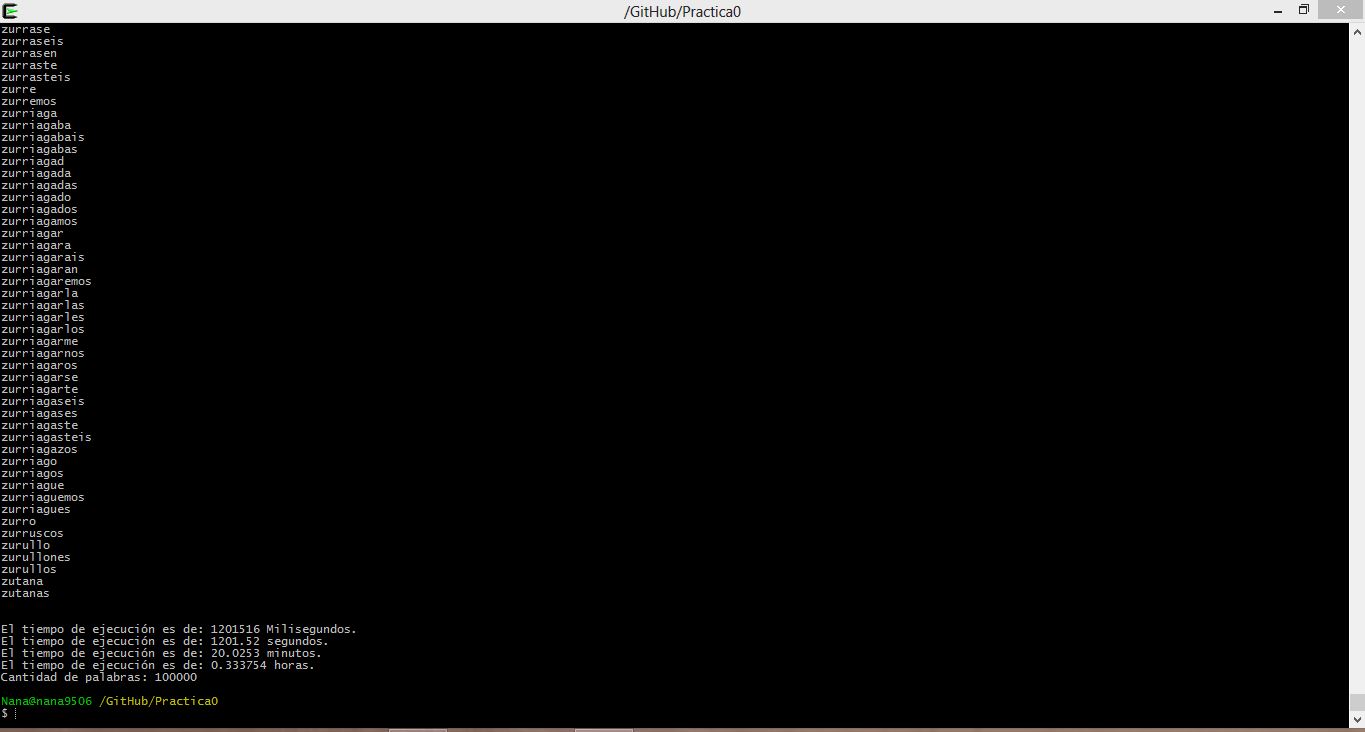 /GitHub/Practica0
zurrase
zurraseis
zurrasen
zurraste
zurrasteis
zurre
zurremos
zurriaga
zurriagaba
zurriagabais
zurriagabas
zurriagad
zurriagada
zurriagadas
zurriagado
zurriagados
zurriagamos
zurriagar
zurriagara
zurriagarais
zurriagaran
zurriagaremos
zurriagarla
zurriagarlas
zurriagarles
zurriagarlos
zurriagarme
zurriagarnos
zurriagaros
zurriagarse
zurriagarte
zurriagaseis
zurriagases
zurriagaste
zurriagasteis
zurriagazos
zurriago
zurriagos
zurriague
zurriaguemos
zurriagues
zurro
zurruscos
zurullo
zurullones
zurullos
zutana
zutanas
El tiempo de ejecución es de: 1201516 Milisegundos.
El tiempo de ejecución es de: 1201.52 segundos.
El tiempo de ejecución es de: 20.0253 minutos.
El tiempo de ejecución es de: 0.333754 horas.
Cantidad de palabras: 100000
Nana@nana9506 /GitHub/Practica0
$